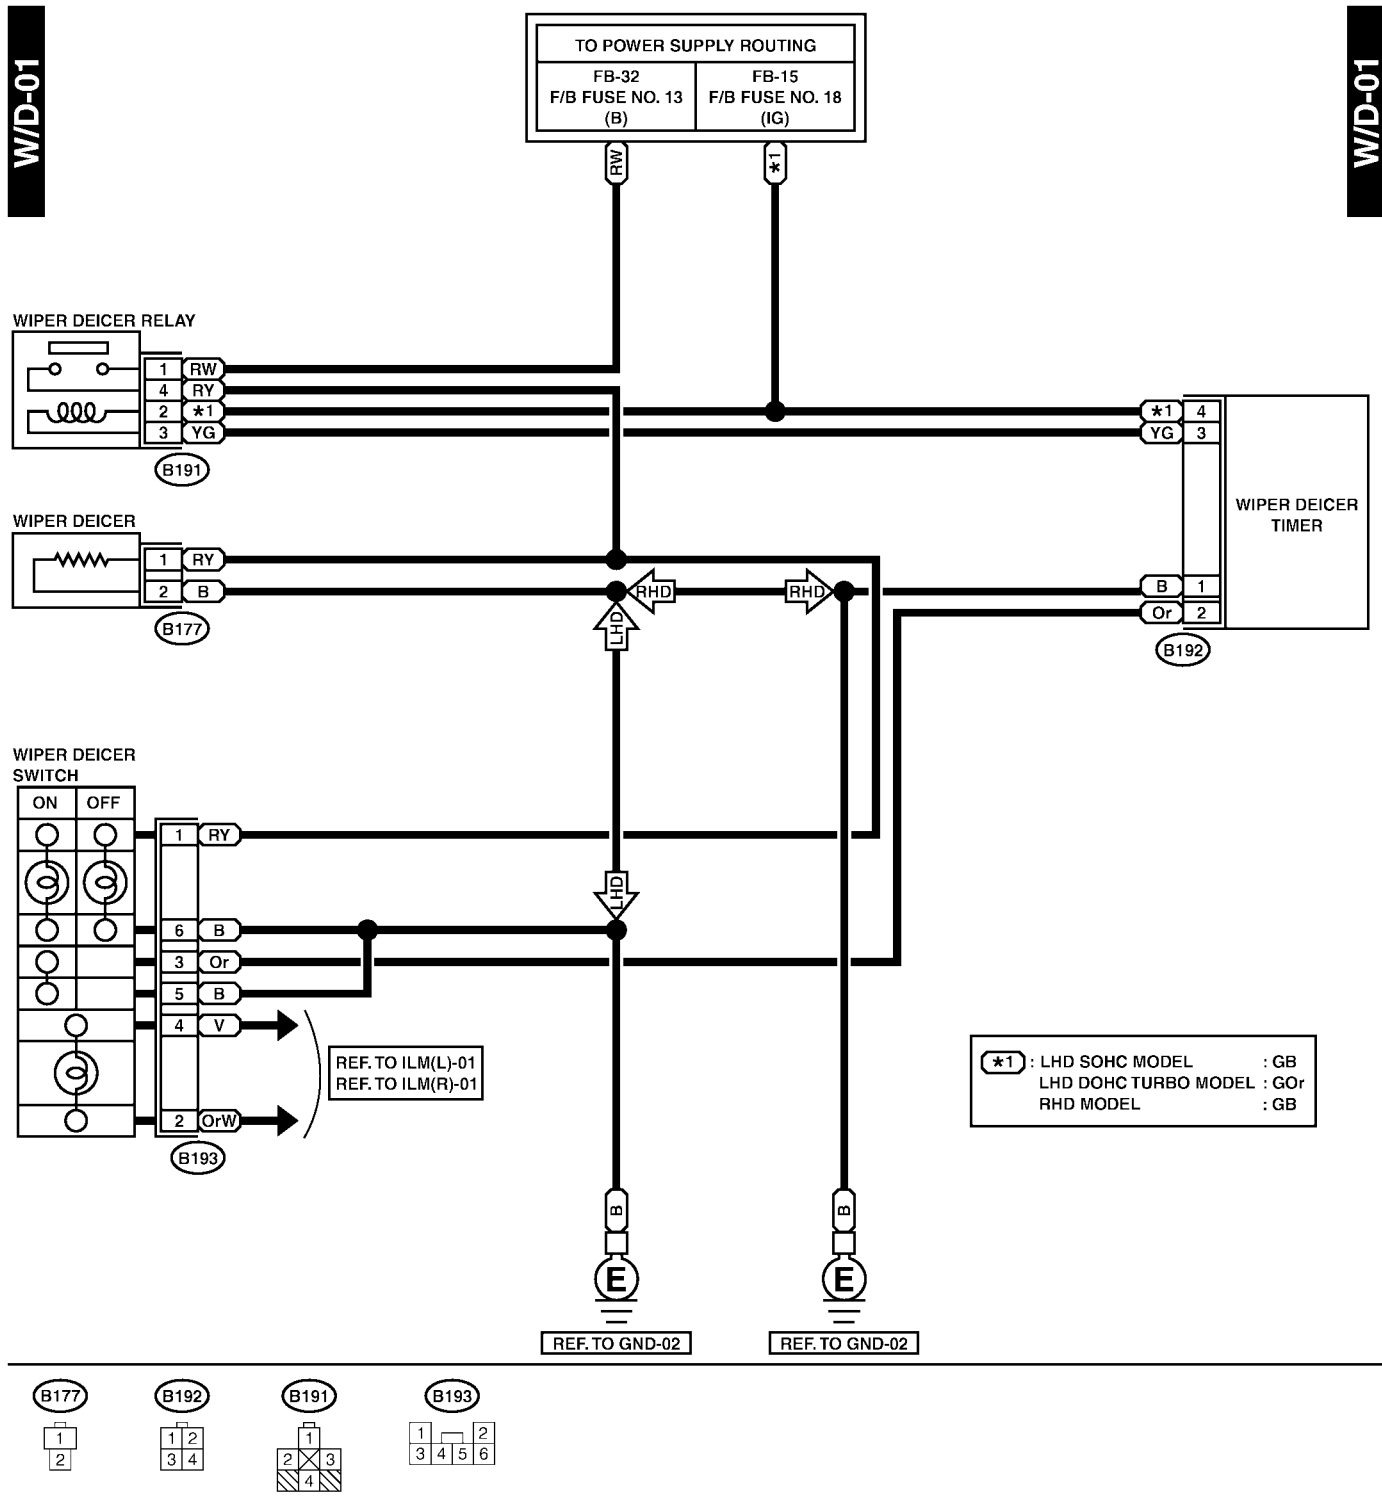 W/D-01
W/D-01
TO POWER SUPPLY ROUTING
FB-32
F/B FUSE NO. 13
(B)
FB-15
F/B FUSE NO. 18
(IG)
RW
*1
WIPER DEICER RELAY
1 RW
4 RY
2 *1
3 YG
B191
*1 4
YG 3
WIPER DEICER
TIMER
B 1
Or 2
B192
WIPER DEICER
1 RY
2 B
B177
RHD
RHD
LHD
LHD
WIPER DEICER
SWITCH
ON OFF
1 RY
6 B
3 Or
5 B
4 V
2 OrW
B193
REF. TO ILM(L)-01
REF. TO ILM(R)-01
*1 : LHD SOHC MODEL : GB
LHD DOHC TURBO MODEL : GOr
RHD MODEL : GB
B
B
E
E
REF. TO GND-02
REF. TO GND-02
B177
1
2
B192
1 2
3 4
B191
1
2 3
4
B193
1 2
3 4 5 6